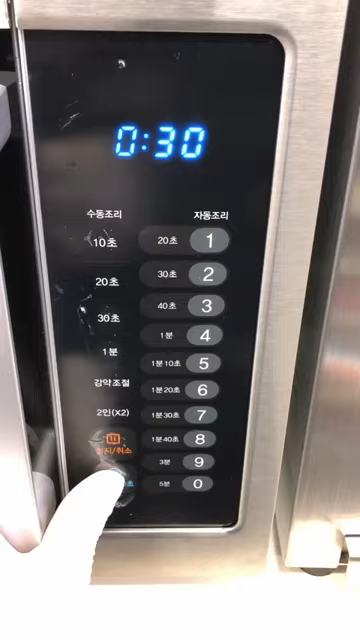 0:30
수동조리 자동조리
10초 20초 1
20초 30초 2
30초 40초 3
1분 1분 4
강약조절 1분10초 5
2인(X2) 1분20초 6
1분30초 7
1분40초 8
/취소 3분 9
초 5분 0